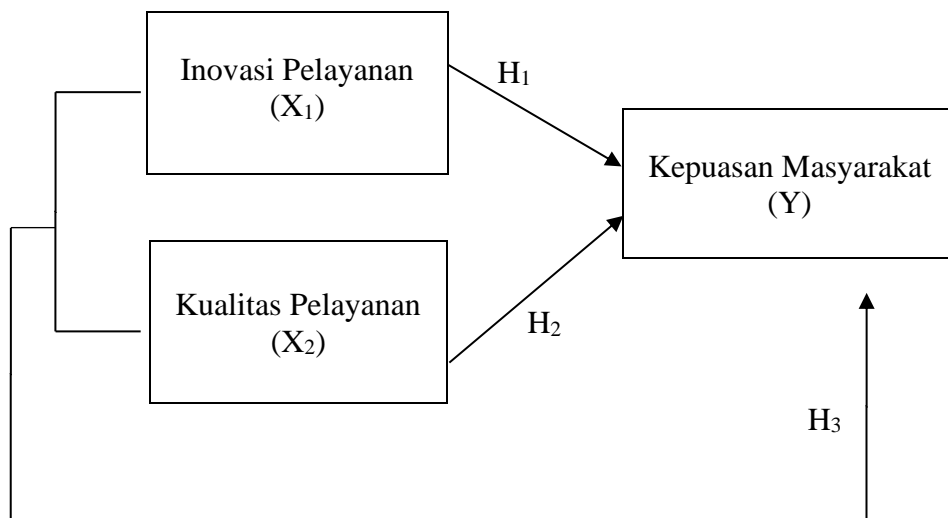 Inovasi Pelayanan
(X₁)
H₁
Kepuasan Masyarakat
(Y)
Kualitas Pelayanan
(X₂)
H₂
H₃